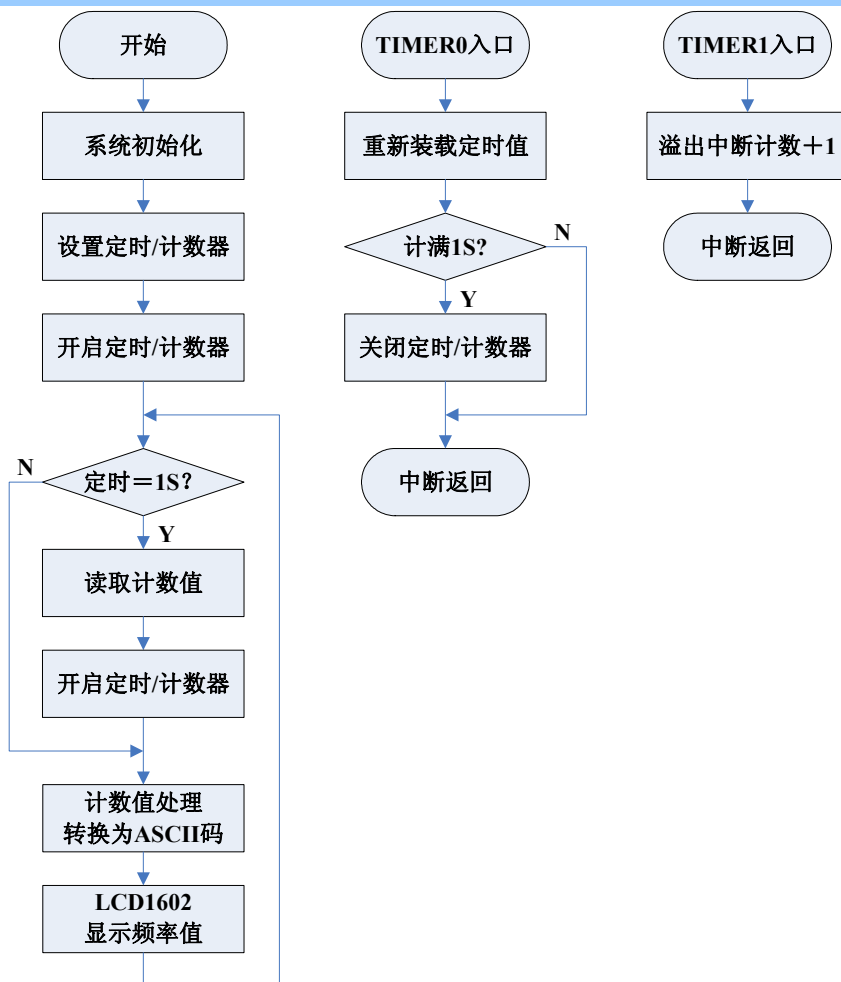 开始
系统初始化
设置定时/计数器
开启定时/计数器
定时＝1S？
N
Y
读取计数值
开启定时/计数器
计数值处理
转换为ASCII码
LCD1602
显示频率值
TIMER0入口
重新装载定时值
计满1S?
N
Y
关闭定时/计数器
中断返回
TIMER1入口
溢出中断计数＋1
中断返回